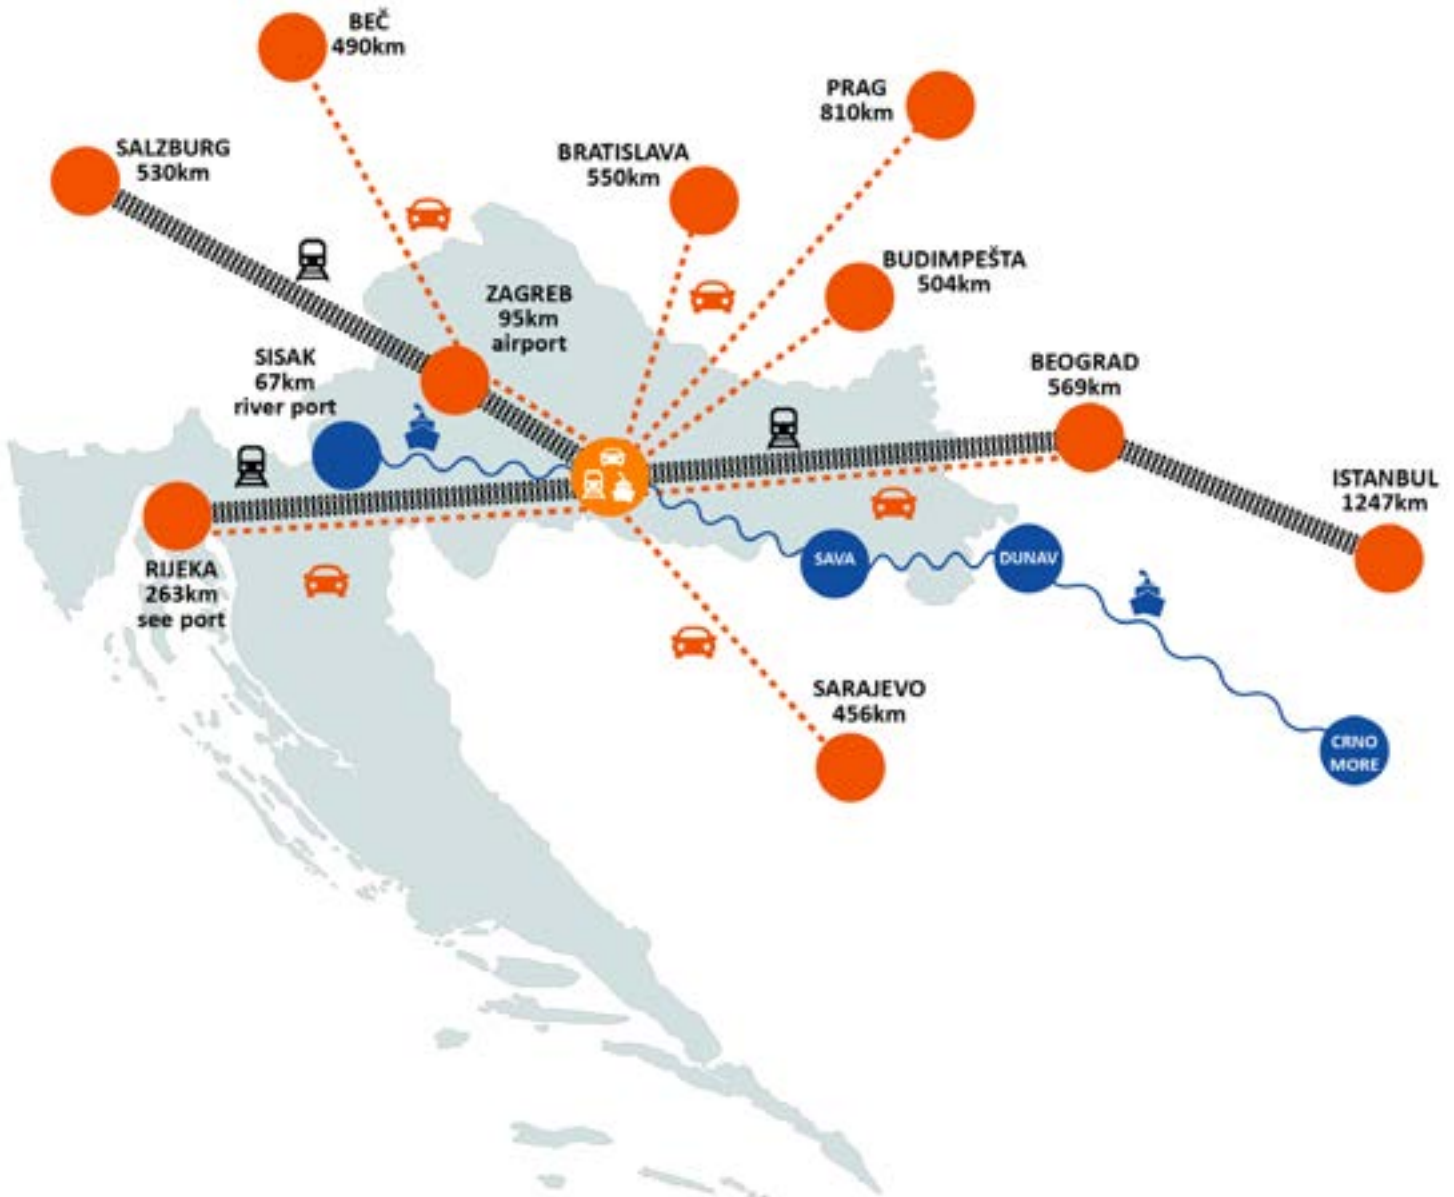 BEČ
490km
PRAG
810km
SALZBURG
530km
BRATISLAVA
550km
BUDIMPEŠTA
504km
ZAGREB
95km
airport
SISAK
67km
river port
BEOGRAD
569km
ISTANBUL
1247km
RIJEKA
263km
see port
SAVA
DUNAV
SARAJEVO
456km
CRNO
MORE